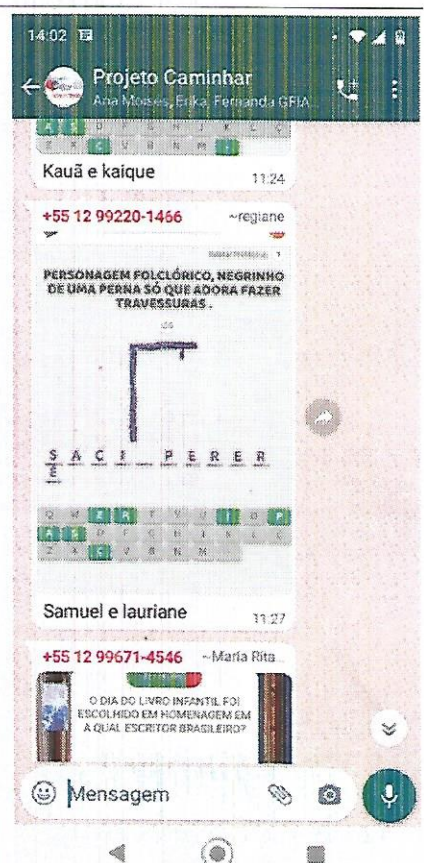 14:02
Projeto Caminhar
Ana Moises, Erika, Fernanda GFIA...
A S D F G H J K L Ç
Z X C V B N M
Kauã e kaique
11:24
+55 12 99220-1466 ~regiane
PERSONAGEM FOLCLÓRICO, NEGRINHO
DE UMA PERNA SÓ QUE ADORA FAZER
TRAVESSURAS .
S A C I _ P E R E R
E
Q W E R T Y U I O P
A S D F G H J K L Ç
Z X C V B N M
Samuel e lauriane
11:27
+55 12 99671-4546 ~Maria Rita...
O DIA DO LIVRO INFANTIL FOI
ESCOLHIDO EM HOMENAGEM EM
A QUAL ESCRITOR BRASILEIRO?
Mensagem